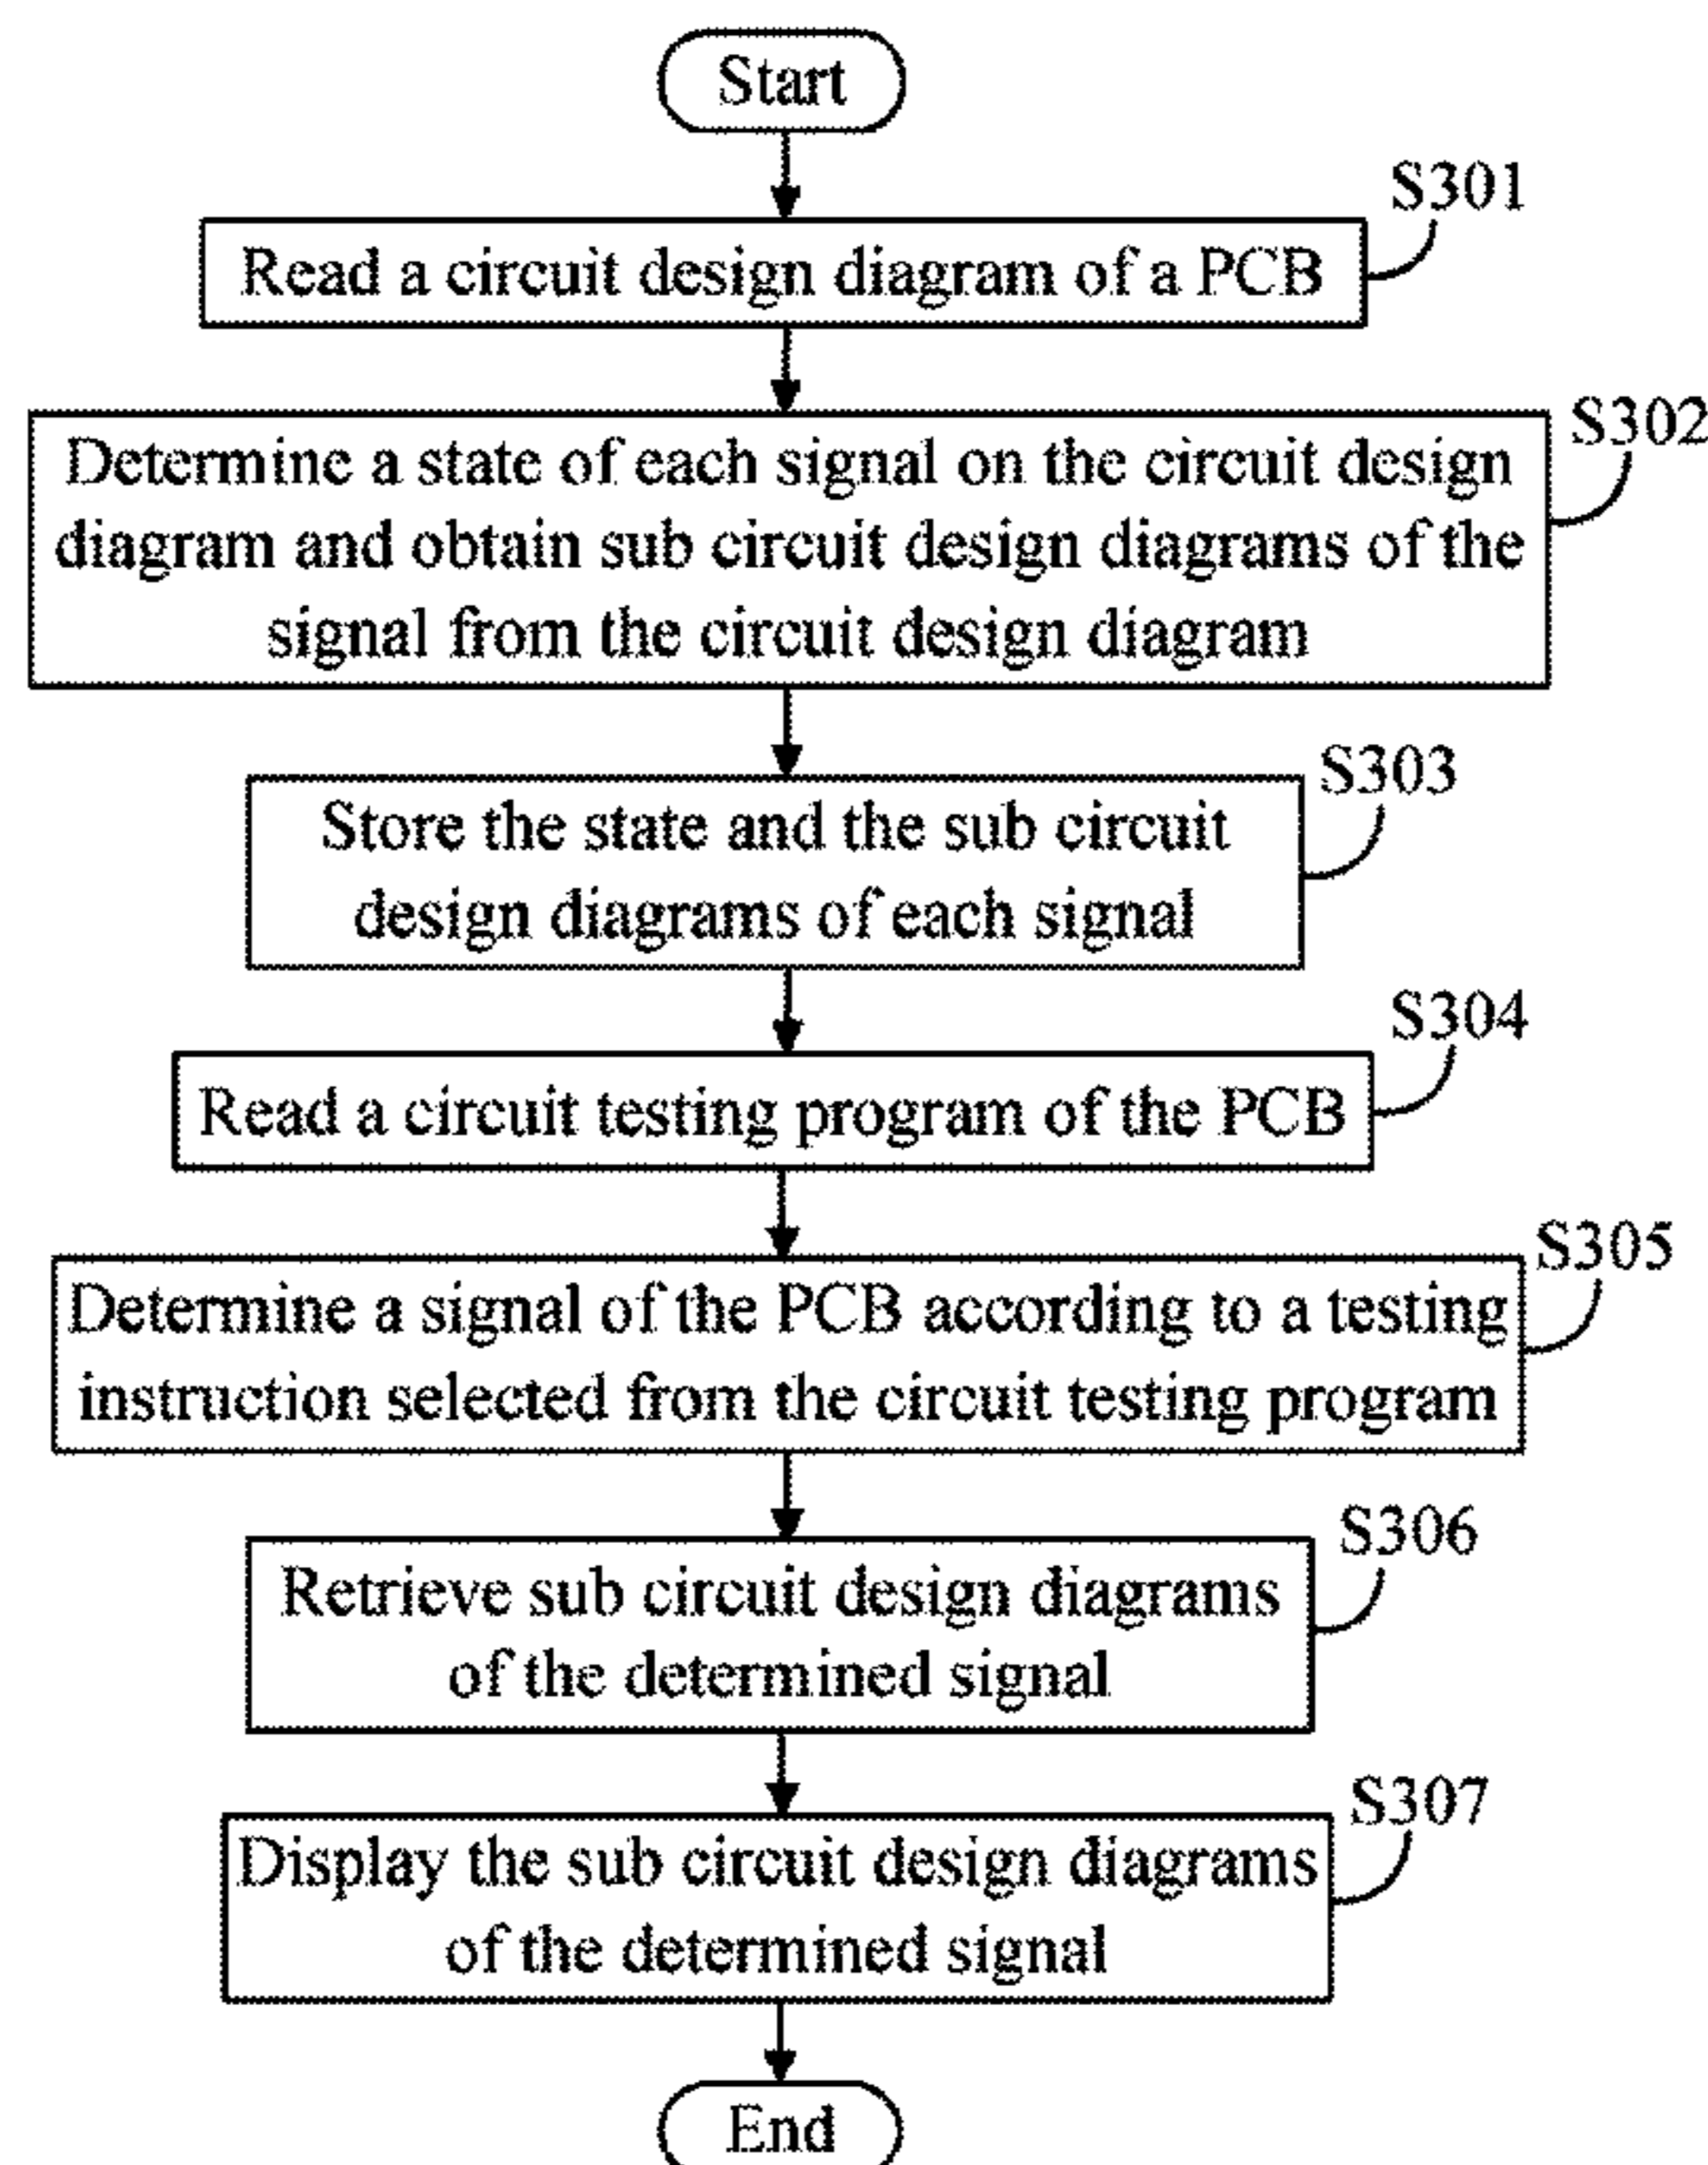 Start
S301
Read a circuit design diagram of a PCB
S302
Determine a state of each signal on the circuit design
diagram and obtain sub circuit design diagrams of the
signal from the circuit design diagram
S303
Store the state and the sub circuit
design diagrams of each signal
S304
Read a circuit testing program of the PCB
S305
Determine a signal of the PCB according to a testing
instruction selected from the circuit testing program
S306
Retrieve sub circuit design diagrams
of the determined signal
S307
Display the sub circuit design diagrams
of the determined signal
End